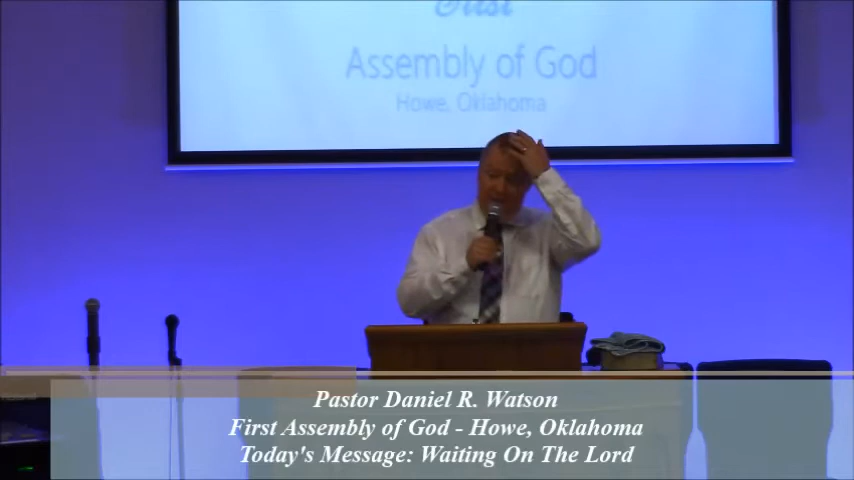 First
Assembly of God
Howe, Oklahoma
Pastor Daniel R. Watson
First Assembly of God - Howe, Oklahoma
Today's Message: Waiting On The Lord